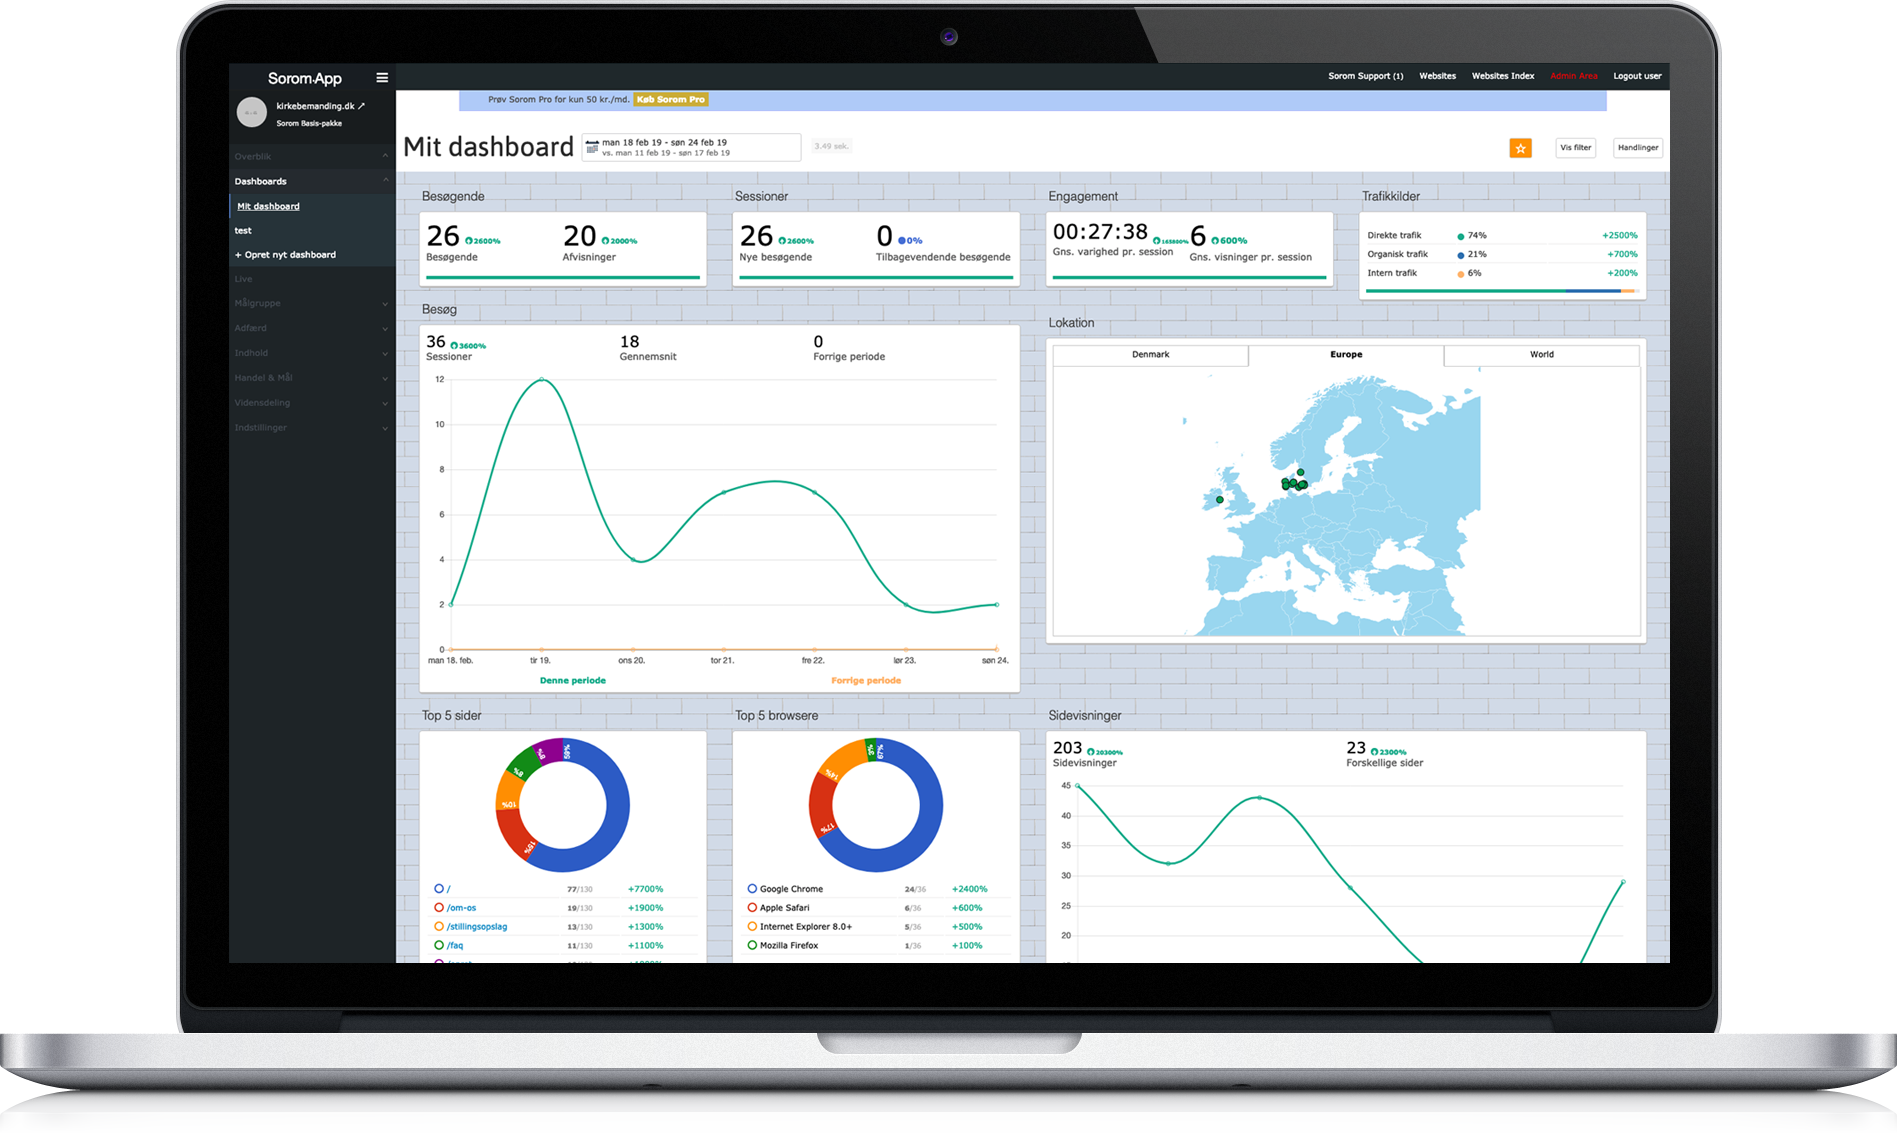 Sorom.App
Sorom Support (1) Websites Websites Index Admin Area Logout user
kirkebemanding.dk
Sorom Basis-pakke
Prøv Sorom Pro for kun 50 kr./md. Køb Sorom Pro
Overblik
Dashboards
Mit dashboard
test
+ Opret nyt dashboard
Live
Målgruppe
Adfærd
Indhold
Handel & Mål
Vidensdeling
Indstillinger
Mit dashboard
man 18 feb 19 - søn 24 feb 19
vs. man 11 feb 19 - søn 17 feb 19
3.49 sek.
Vis filter
Handlinger
Besøgende
26 2600%
Besøgende
20 2000%
Afvisninger
Sessioner
26 2600%
Nye besøgende
0 0%
Tilbagevendende besøgende
Engagement
00:27:38 165800%
Gns. varighed pr. session
6 600%
Gns. visninger pr. session
Trafikkilder
Direkte trafik 74% +2500%
Organisk trafik 21% +700%
Intern trafik 6% +200%
Besøg
36 3600%
Sessioner
18
Gennemsnit
0
Forrige periode
12
10
8
6
4
2
0
man 18. feb. tir 19. ons 20. tor 21. fre 22. lør 23. søn 24.
Denne periode Forrige periode
Lokation
Denmark Europe World
Top 5 sider
59%
15%
10%
8%
8%
/ 77/130 +7700%
/om-os 19/130 +1900%
/stillingsopslag 13/130 +1300%
/faq 11/130 +1100%
Top 5 browsere
67%
17%
14%
3%
Google Chrome 24/36 +2400%
Apple Safari 6/36 +600%
Internet Explorer 8.0+ 5/36 +500%
Mozilla Firefox 1/36 +100%
Sidevisninger
203 20300%
Sidevisninger
23 2300%
Forskellige sider
45
40
35
30
25
20